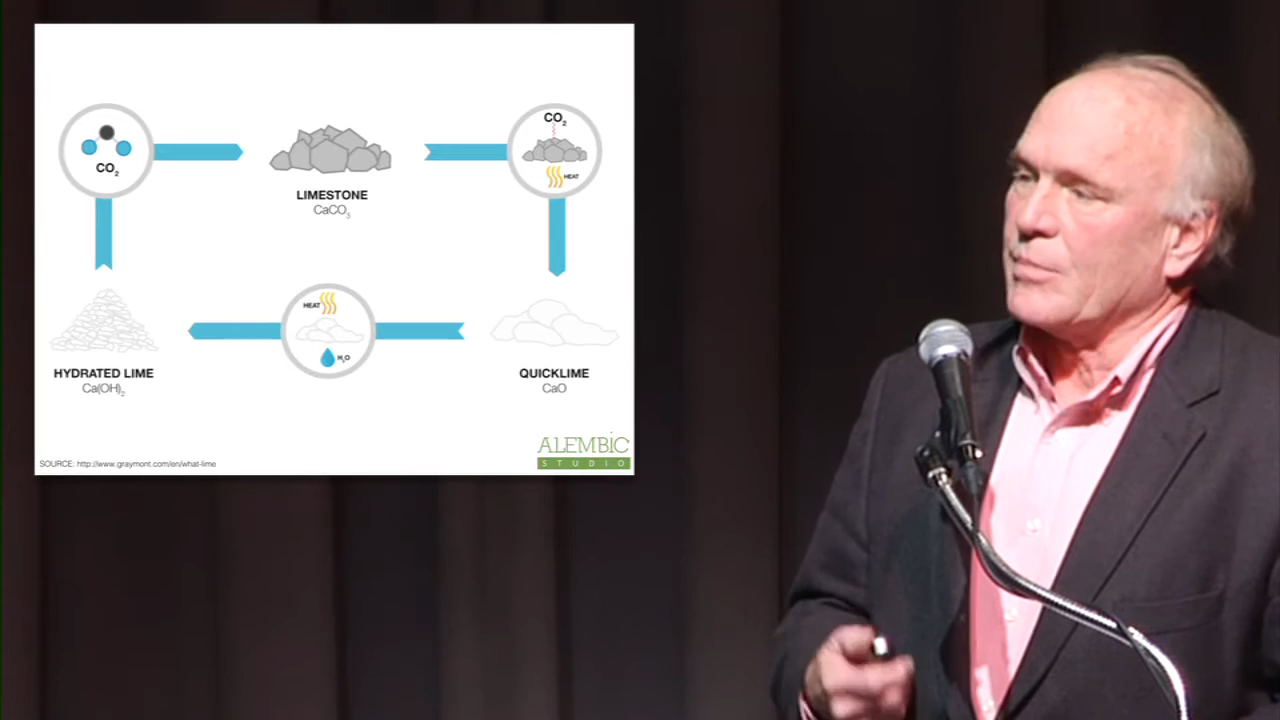 CO2
CO2
HEAT
LIMESTONE
CaCO3
HEAT
H2O
HYDRATED LIME
Ca(OH)2
QUICKLIME
CaO
ALEMBIC
STUDIO
SOURCE: http://www.graymont.com/en/what-lime